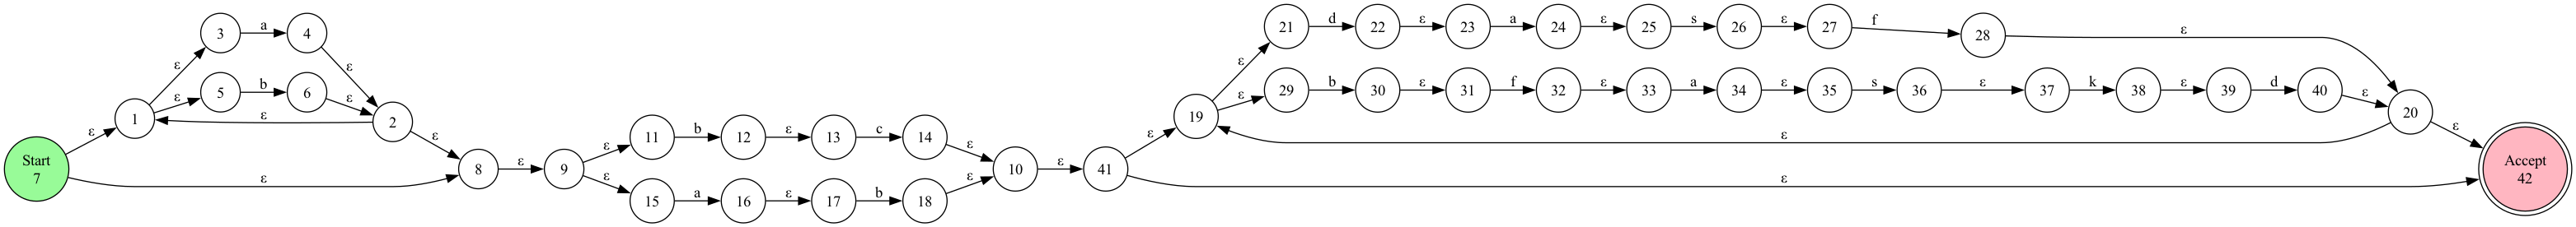 Start
7
ε
ε
1
ε
ε
3
a
4
ε
5
b
6
ε
ε
2
ε
8
ε
9
ε
ε
11
b
12
ε
13
c
14
ε
15
a
16
ε
17
b
18
ε
10
ε
41
ε
ε
19
ε
ε
21
d
22
ε
23
a
24
ε
25
s
26
ε
27
f
28
ε
29
b
30
ε
31
f
32
ε
33
a
34
ε
35
s
36
ε
37
k
38
ε
39
d
40
ε
ε
20
ε
Accept
42